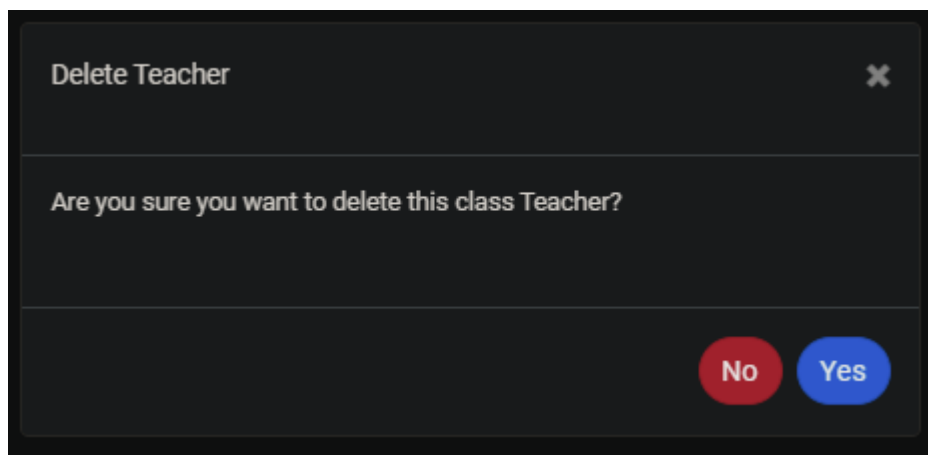 Delete Teacher
Are you sure you want to delete this class Teacher?
No Yes